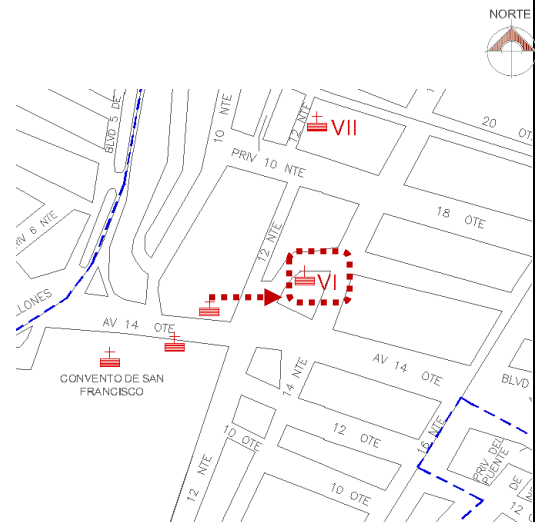 NORTE
BLVD 5 DE
10 NTE
12 NTE
VII
20 OTE
PRIV 10 NTE
18 OTE
PRIV 6 NTE
12 NTE
VI
LLONES
AV 14 OTE
CONVENTO DE SAN
FRANCISCO
14 NTE
AV 14 OTE
BLVD
10 OTE
12 OTE
16 NTE
PRIV DEL
PUENTE
12 NTE
10 OTE
DE
12 O